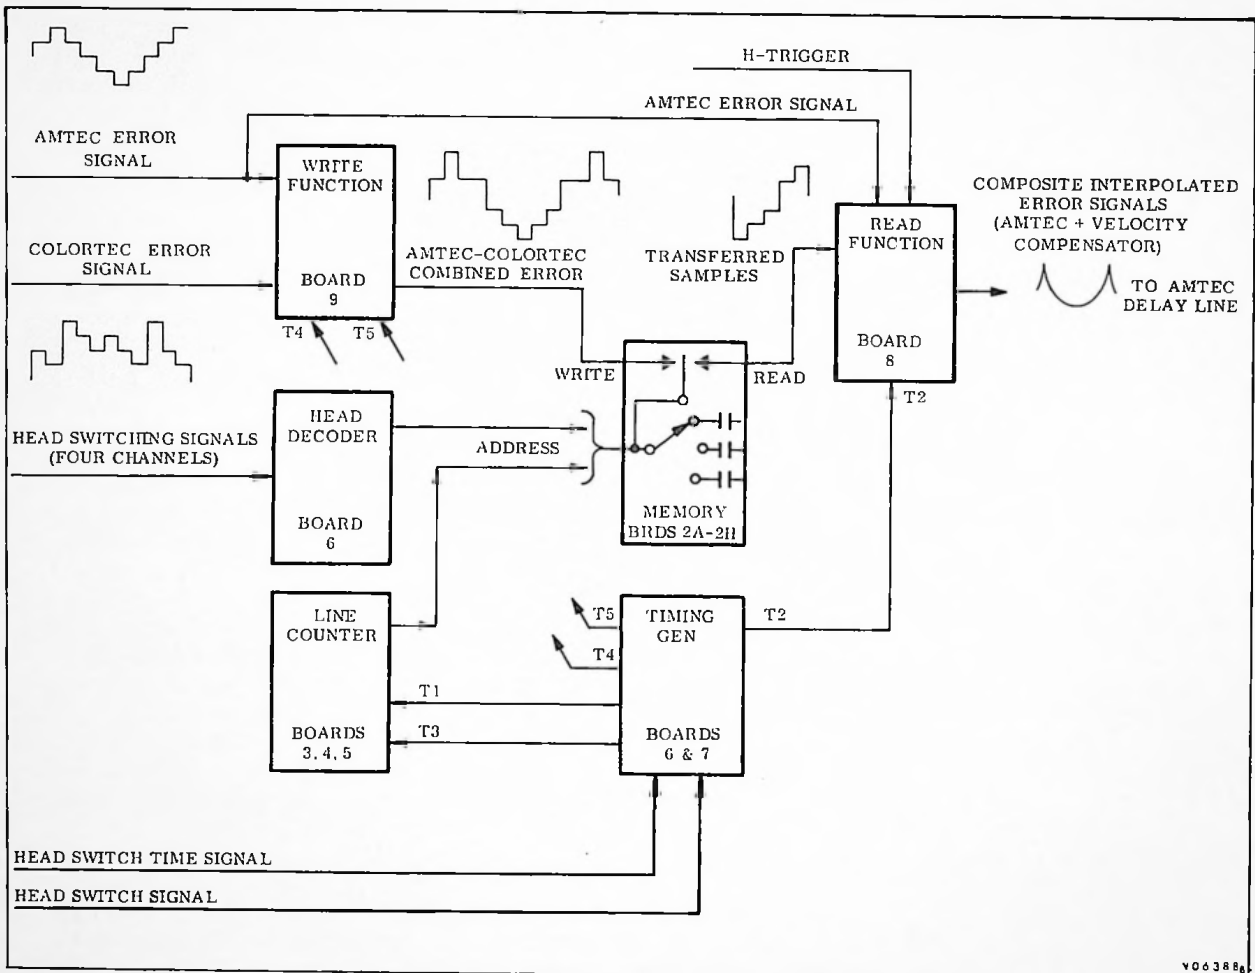 H-TRIGGER
AMTEC ERROR SIGNAL
AMTEC ERROR
SIGNAL
WRITE
FUNCTION
BOARD
9
COLORTEC ERROR
SIGNAL
T4
T5
AMTEC-COLORTEC
COMBINED ERROR
TRANSFERRED
SAMPLES
READ
FUNCTION
BOARD
8
COMPOSITE INTERPOLATED
ERROR SIGNALS
(AMTEC + VELOCITY
COMPENSATOR)
TO AMTEC
DELAY LINE
WRITE
READ
T2
HEAD SWITCHING SIGNALS
(FOUR CHANNELS)
HEAD
DECODER
BOARD
6
ADDRESS
MEMORY
BRDS 2A-2H
LINE
COUNTER
BOARDS
3, 4, 5
T5
T4
T1
T3
TIMING
GEN
BOARDS
6 & 7
T2
HEAD SWITCH TIME SIGNAL
HEAD SWITCH SIGNAL